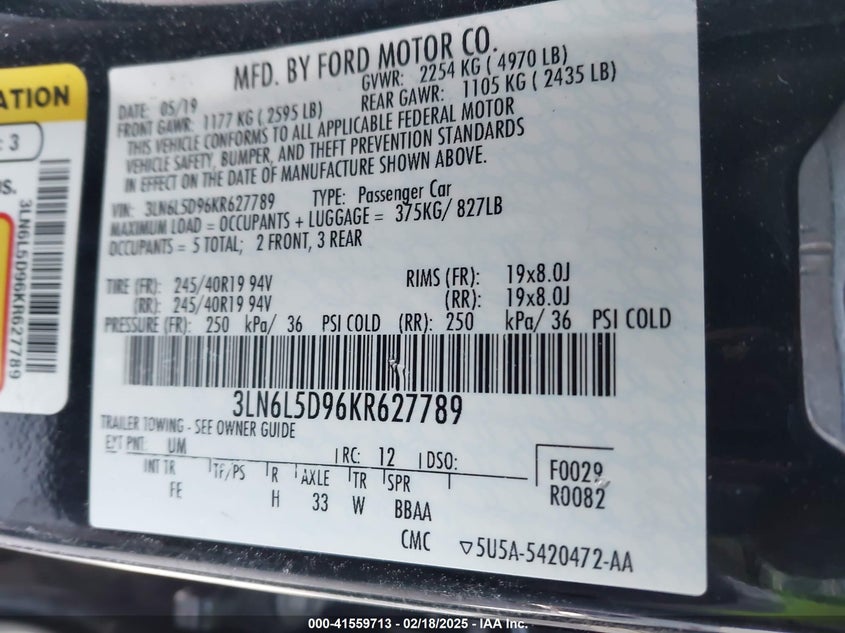 MFD. BY FORD MOTOR CO.
DATE: 05/19 GVWR: 2254 KG ( 4970 LB)
FRONT GAWR: 1177 KG ( 2595 LB) REAR GAWR: 1105 KG ( 2435 LB)
THIS VEHICLE CONFORMS TO ALL APPLICABLE FEDERAL MOTOR
VEHICLE SAFETY, BUMPER, AND THEFT PREVENTION STANDARDS
IN EFFECT ON THE DATE OF MANUFACTURE SHOWN ABOVE.
VIN: 3LN6L5D96KR627789 TYPE: Passenger Car
MAXIMUM LOAD = OCCUPANTS + LUGGAGE = 375KG/ 827LB
OCCUPANTS = 5 TOTAL; 2 FRONT, 3 REAR
TIRE (FR): 245/40R19 94V RIMS (FR): 19x8.0J
(RR): 245/40R19 94V (RR): 19x8.0J
PRESSURE (FR): 250 kPa/ 36 PSI COLD (RR): 250 kPa/ 36 PSI COLD
3LN6L5D96KR627789
TRAILER TOWING - SEE OWNER GUIDE
EXT PNT: UM RC: 12 DSO: F0029
INT TR TP/PS R AXLE TR SPR R0082
FE H 33 W BBAA
CMC 5U5A-5420472-AA
ATION
: 3
US.
3LN6L5D96KR627789
000-41559713 - 02/18/2025 - IAA Inc.